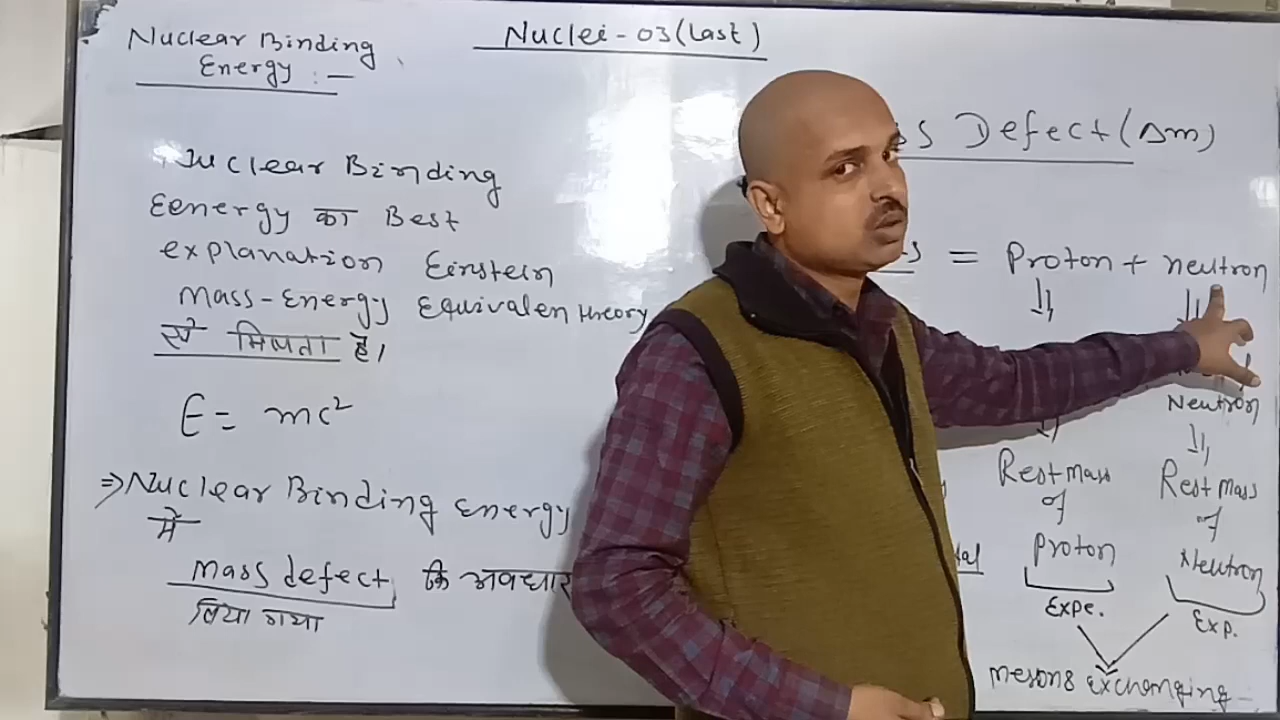 Nuclei - 03 (Last)
Nuclear Binding
Energy : —
Nuclear Binding
Eenergy का Best
explanation Einstein
Mass-Energy Equivalen theory
से मिलता है।
E = mc²
⇒ Nuclear Binding Energy
में
mass defect कि
लिया गया
Defect (Δm)
= Proton + neutron
Neutron
Rest mass
of
Proton
Expe.
Rest mass
of
Neutron
Exp.
mesons exchanging